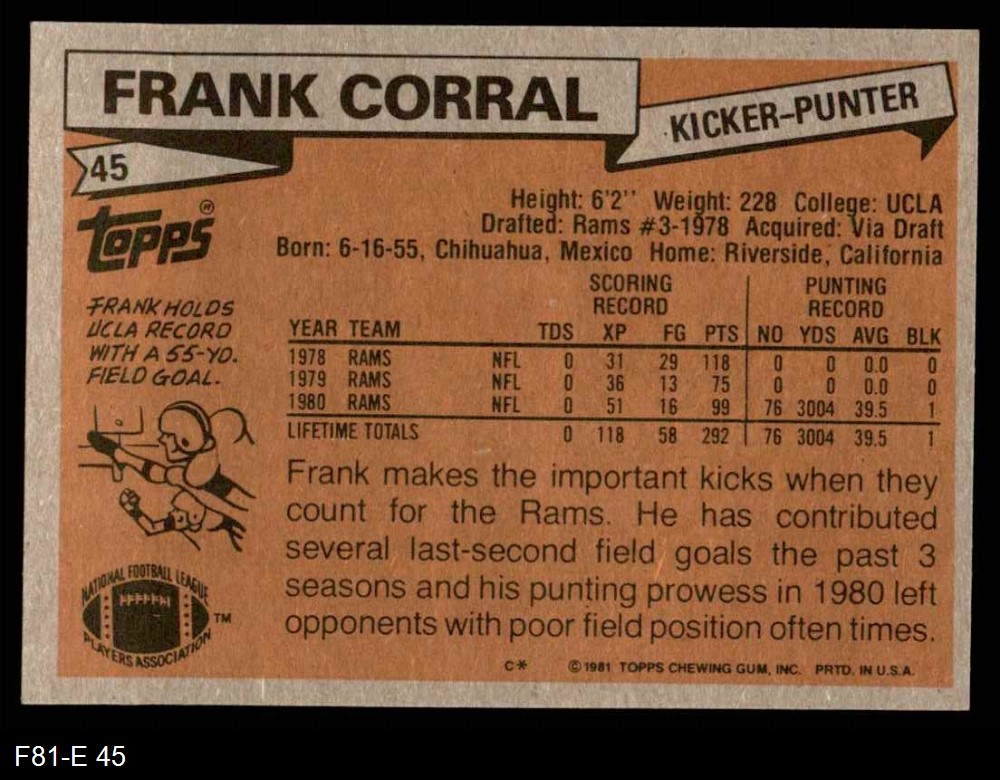 FRANK CORRAL
KICKER-PUNTER
45
Topps®
Height: 6'2'' Weight: 228 College: UCLA
Drafted: Rams #3-1978 Acquired: Via Draft
Born: 6-16-55, Chihuahua, Mexico Home: Riverside, California
FRANK HOLDS
UCLA RECORD
WITH A 55-YD.
FIELD GOAL.
SCORING PUNTING
RECORD RECORD
YEAR TEAM TDS XP FG PTS NO YDS AVG BLK
1978 RAMS NFL 0 31 29 118 0 0 0.0 0
1979 RAMS NFL 0 36 13 75 0 0 0.0 0
1980 RAMS NFL 0 51 16 99 76 3004 39.5 1
LIFETIME TOTALS 0 118 58 292 76 3004 39.5 1
Frank makes the important kicks when they
count for the Rams. He has contributed
several last-second field goals the past 3
seasons and his punting prowess in 1980 left
opponents with poor field position often times.
NATIONAL FOOTBALL LEAGUE
PLAYERS ASSOCIATION
™
C* ©1981 TOPPS CHEWING GUM, INC. PRTD. IN U.S.A.
F81-E 45